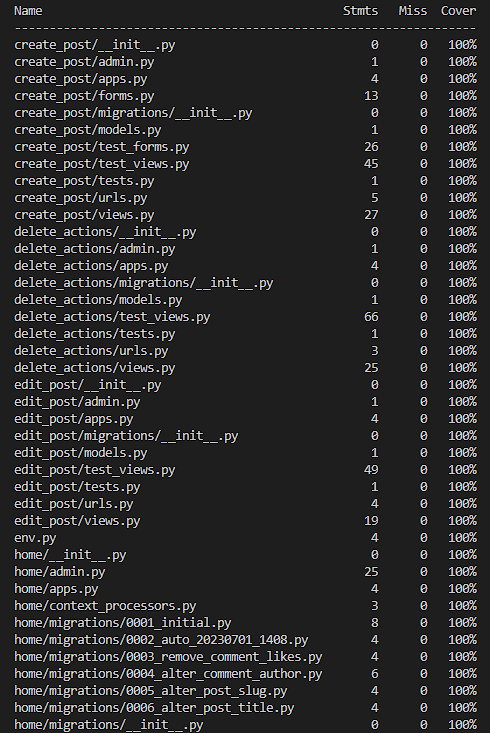 Name Stmts Miss Cover
---------------------------------------------------------------
create_post/__init__.py 0 0 100%
create_post/admin.py 1 0 100%
create_post/apps.py 4 0 100%
create_post/forms.py 13 0 100%
create_post/migrations/__init__.py 0 0 100%
create_post/models.py 1 0 100%
create_post/test_forms.py 26 0 100%
create_post/test_views.py 45 0 100%
create_post/tests.py 1 0 100%
create_post/urls.py 5 0 100%
create_post/views.py 27 0 100%
delete_actions/__init__.py 0 0 100%
delete_actions/admin.py 1 0 100%
delete_actions/apps.py 4 0 100%
delete_actions/migrations/__init__.py 0 0 100%
delete_actions/models.py 1 0 100%
delete_actions/test_views.py 66 0 100%
delete_actions/tests.py 1 0 100%
delete_actions/urls.py 3 0 100%
delete_actions/views.py 25 0 100%
edit_post/__init__.py 0 0 100%
edit_post/admin.py 1 0 100%
edit_post/apps.py 4 0 100%
edit_post/migrations/__init__.py 0 0 100%
edit_post/models.py 1 0 100%
edit_post/test_views.py 49 0 100%
edit_post/tests.py 1 0 100%
edit_post/urls.py 4 0 100%
edit_post/views.py 19 0 100%
env.py 4 0 100%
home/__init__.py 0 0 100%
home/admin.py 25 0 100%
home/apps.py 4 0 100%
home/context_processors.py 3 0 100%
home/migrations/0001_initial.py 8 0 100%
home/migrations/0002_auto_20230701_1408.py 4 0 100%
home/migrations/0003_remove_comment_likes.py 4 0 100%
home/migrations/0004_alter_comment_author.py 6 0 100%
home/migrations/0005_alter_post_slug.py 4 0 100%
home/migrations/0006_alter_post_title.py 4 0 100%
home/migrations/__init__.py 0 0 100%